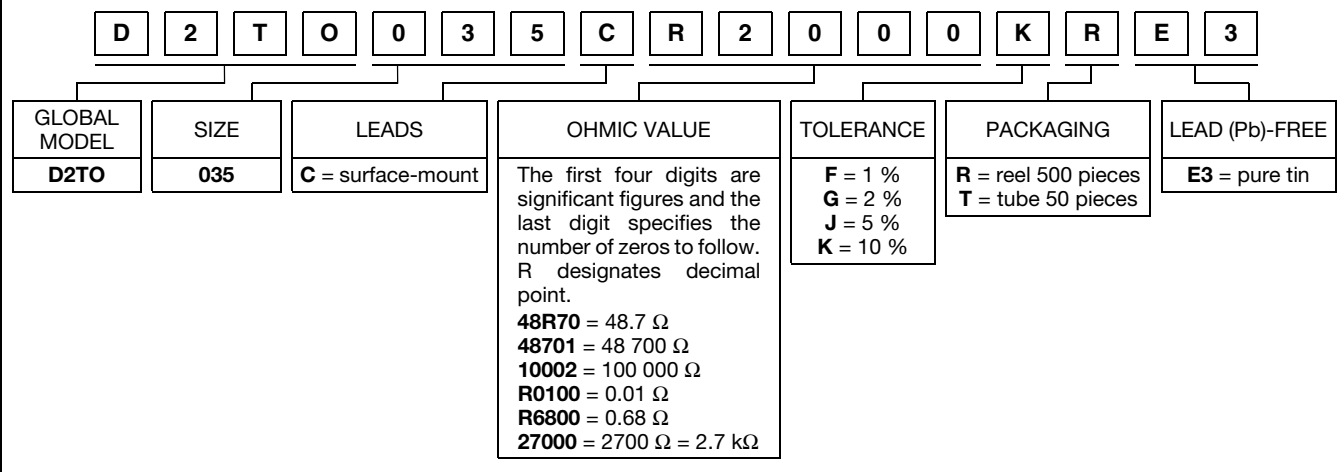 D 2 T O 0 3 5 C R 2 0 0 0 K R E 3
GLOBAL
MODEL
D2TO
SIZE
035
LEADS
C = surface-mount
OHMIC VALUE
The first four digits are
significant figures and the
last digit specifies the
number of zeros to follow.
R designates decimal
point.
48R70 = 48.7 Ω
48701 = 48 700 Ω
10002 = 100 000 Ω
R0100 = 0.01 Ω
R6800 = 0.68 Ω
27000 = 2700 Ω = 2.7 kΩ
TOLERANCE
F = 1 %
G = 2 %
J = 5 %
K = 10 %
PACKAGING
R = reel 500 pieces
T = tube 50 pieces
LEAD (Pb)-FREE
E3 = pure tin